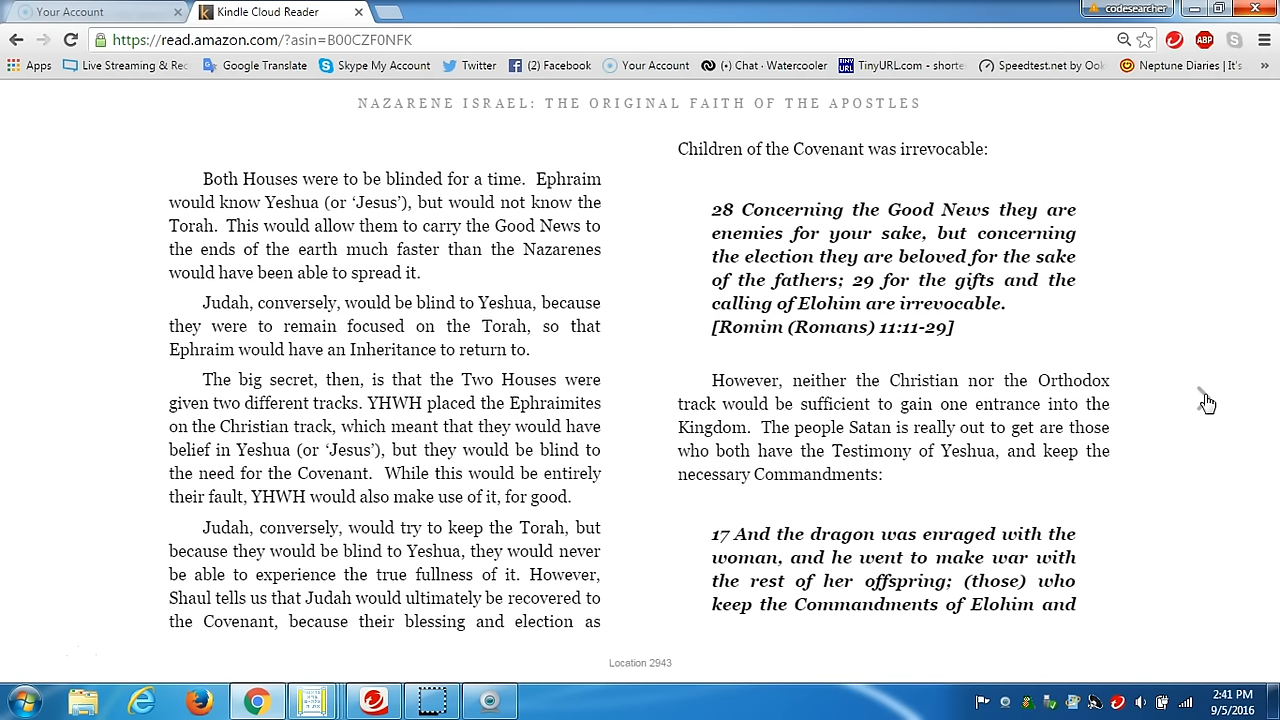 Your Account
Kindle Cloud Reader
codesearcher
https://read.amazon.com/?asin=B00CZF0NFK
Apps
Live Streaming & Rec
Google Translate
Skype My Account
Twitter
(2) Facebook
Your Account
(•) Chat · Watercooler
TinyURL.com - shorte
Speedtest.net by Ook
Neptune Diaries | It's
NAZARENE ISRAEL: THE ORIGINAL FAITH OF THE APOSTLES
Both Houses were to be blinded for a time. Ephraim
would know Yeshua (or ‘Jesus’), but would not know the
Torah. This would allow them to carry the Good News to
the ends of the earth much faster than the Nazarenes
would have been able to spread it.
Judah, conversely, would be blind to Yeshua, because
they were to remain focused on the Torah, so that
Ephraim would have an Inheritance to return to.
The big secret, then, is that the Two Houses were
given two different tracks. YHWH placed the Ephraimites
on the Christian track, which meant that they would have
belief in Yeshua (or ‘Jesus’), but they would be blind to
the need for the Covenant. While this would be entirely
their fault, YHWH would also make use of it, for good.
Judah, conversely, would try to keep the Torah, but
because they would be blind to Yeshua, they would never
be able to experience the true fullness of it. However,
Shaul tells us that Judah would ultimately be recovered to
the Covenant, because their blessing and election as
Children of the Covenant was irrevocable:
28 Concerning the Good News they are
enemies for your sake, but concerning
the election they are beloved for the sake
of the fathers; 29 for the gifts and the
calling of Elohim are irrevocable.
[Romim (Romans) 11:11-29]
However, neither the Christian nor the Orthodox
track would be sufficient to gain one entrance into the
Kingdom. The people Satan is really out to get are those
who both have the Testimony of Yeshua, and keep the
necessary Commandments:
17 And the dragon was enraged with the
woman, and he went to make war with
the rest of her offspring; (those) who
keep the Commandments of Elohim and
Location 2943
2:41 PM
9/5/2016